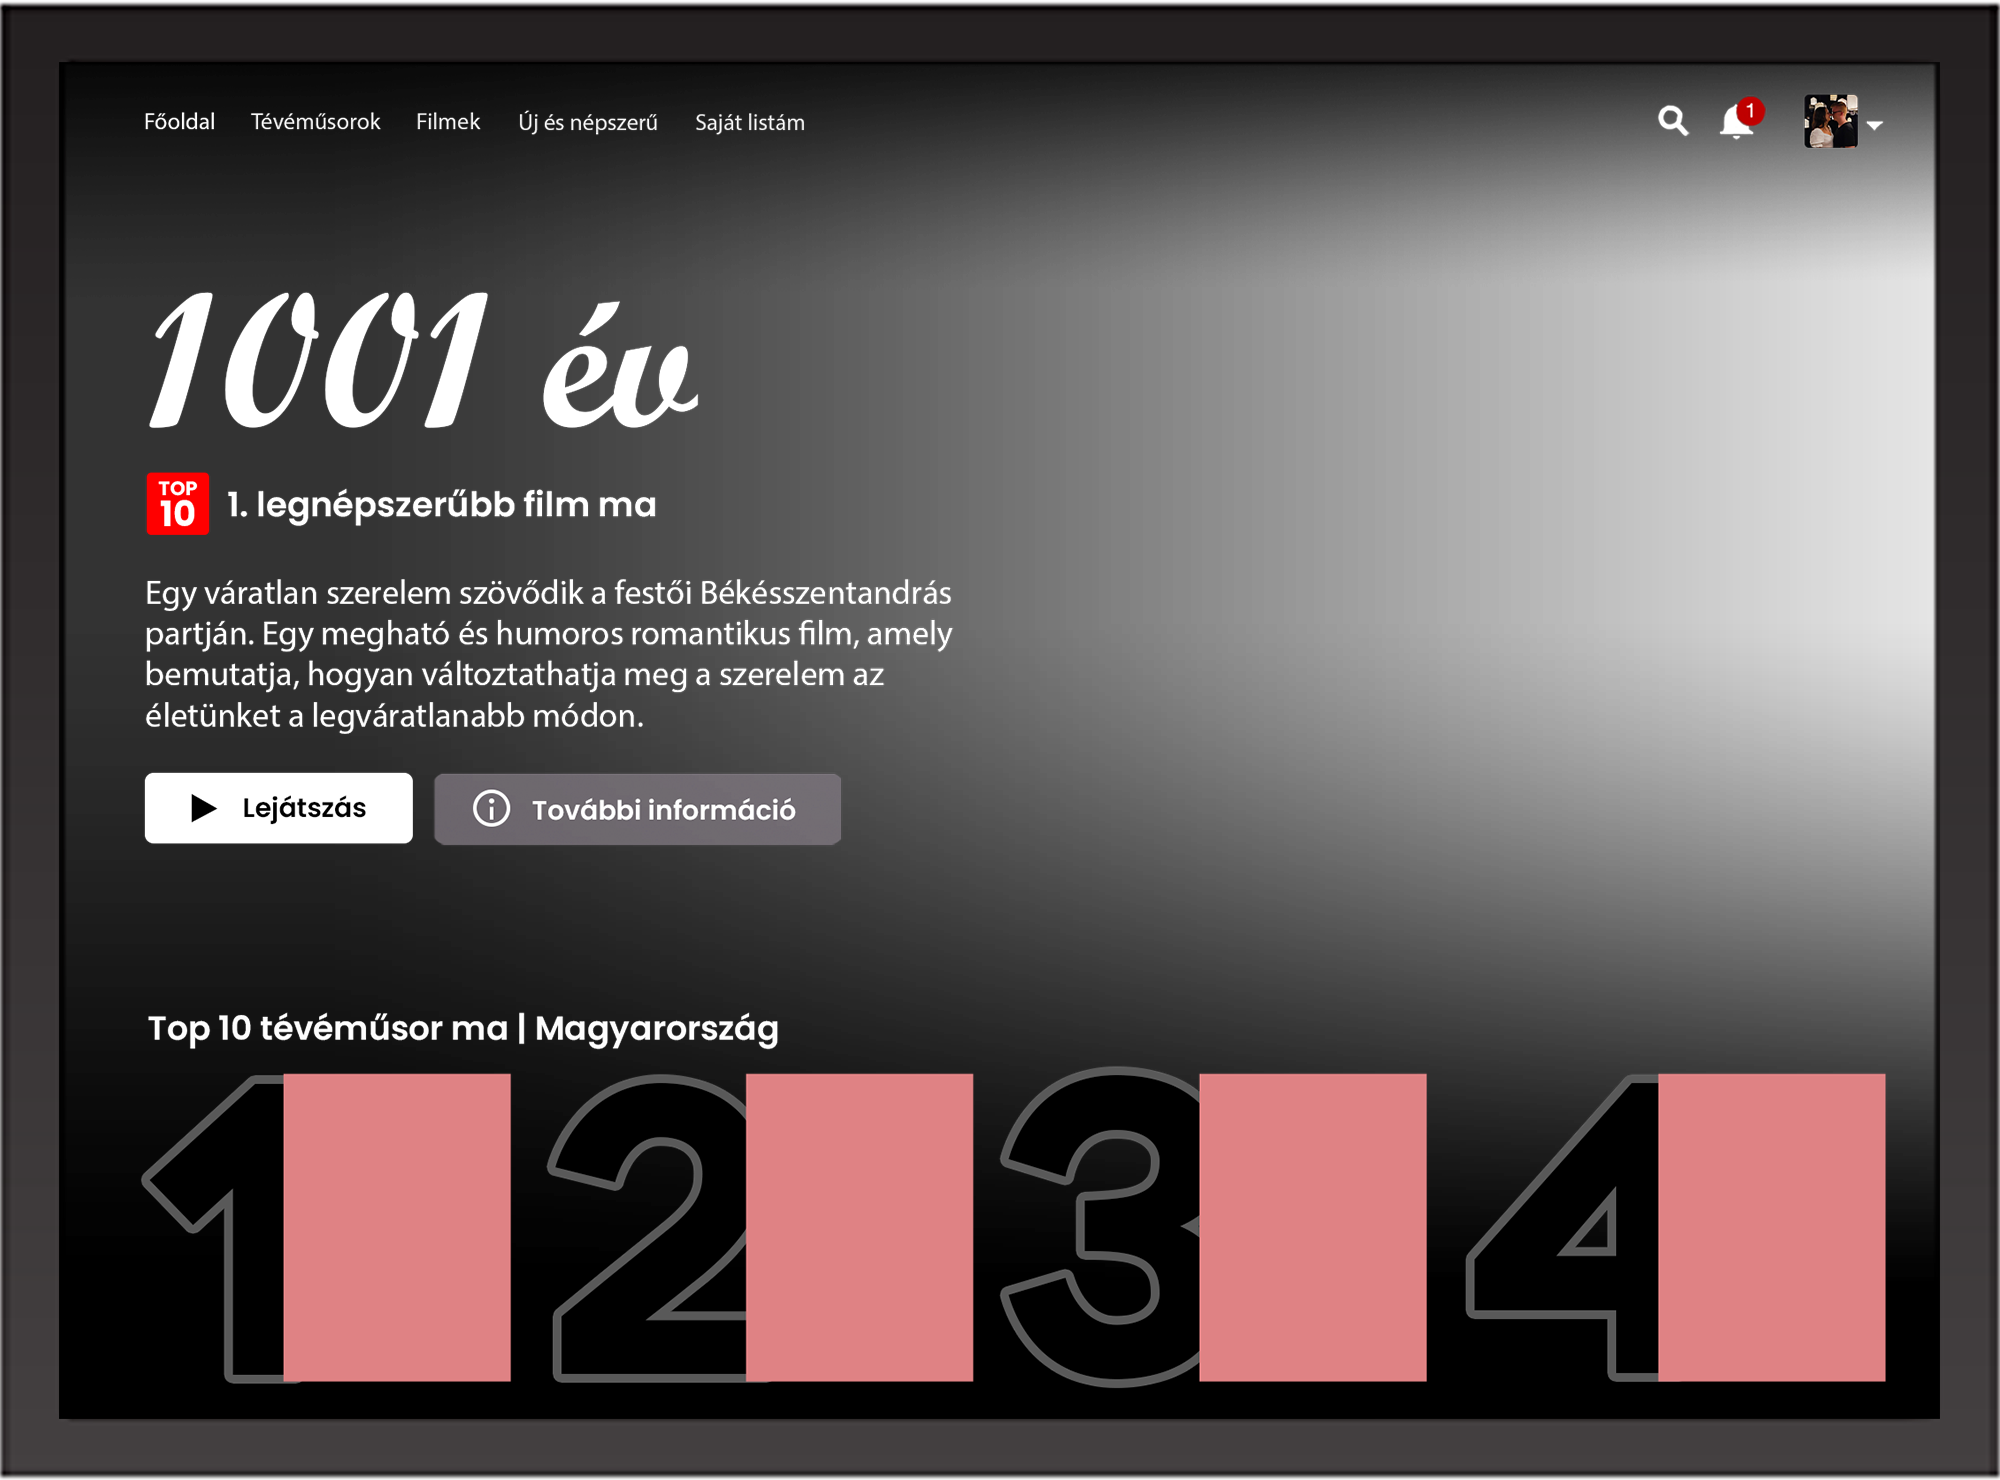 Főoldal Tévéműsorok Filmek Új és népszerű Saját listám
1
1001 év
TOP
10
1. legnépszerűbb film ma
Egy váratlan szerelem szövődik a festői Békésszentandrás
partján. Egy megható és humoros romantikus film, amely
bemutatja, hogyan változtathatja meg a szerelem az
életünket a legváratlanabb módon.
Lejátszás
További információ
Top 10 tévéműsor ma | Magyarország
1 2 3 4